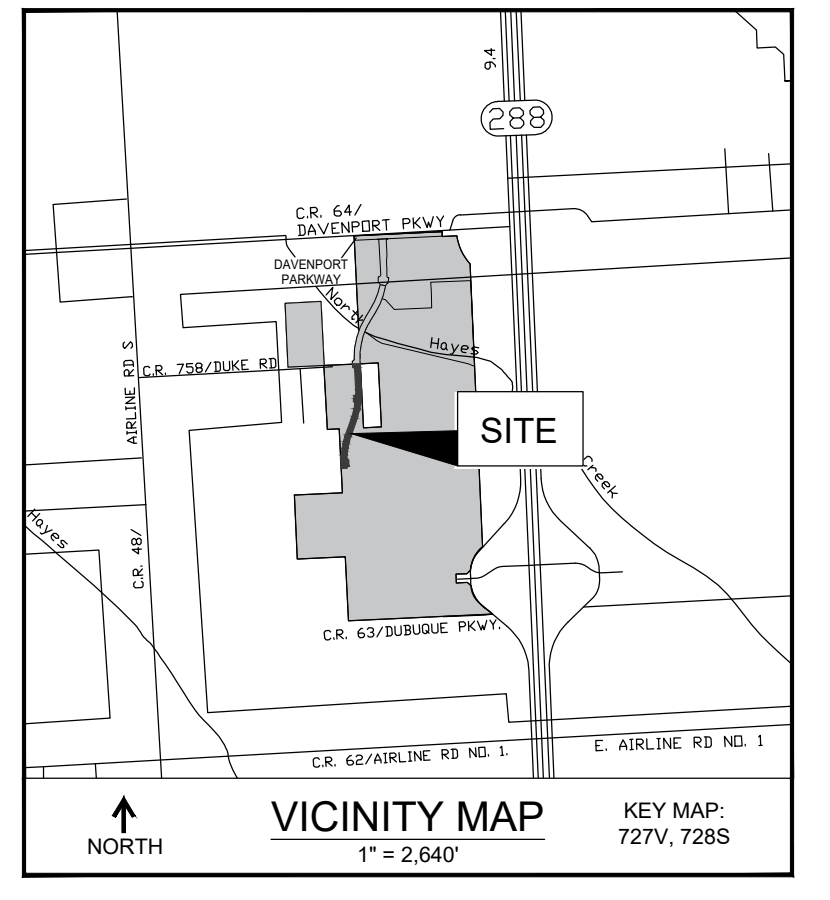 9.4
288
C.R. 64/
DAVENPORT PKWY
DAVENPORT
PARKWAY
North
Hayes
C.R. 758/DUKE RD
AIRLINE RD S
SITE
Creek
Hayes
C.R. 48/
C.R. 63/DUBUQUE PKWY.
C.R. 62/AIRLINE RD NO. 1.
E. AIRLINE RD NO. 1
NORTH
VICINITY MAP
1" = 2,640'
KEY MAP:
727V, 728S